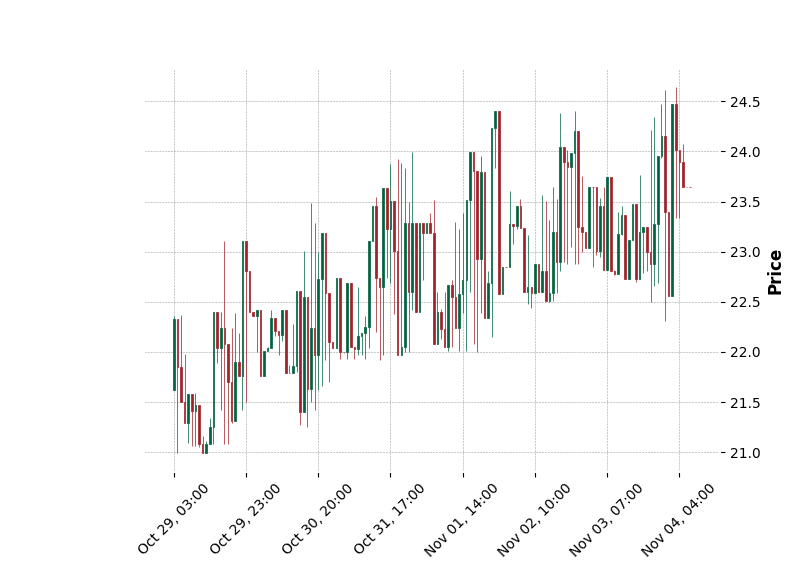 24.5
24.0
23.5
23.0
22.5
22.0
21.5
21.0
Price
Oct 29, 03:00
Oct 29, 23:00
Oct 30, 20:00
Oct 31, 17:00
Nov 01, 14:00
Nov 02, 10:00
Nov 03, 07:00
Nov 04, 04:00